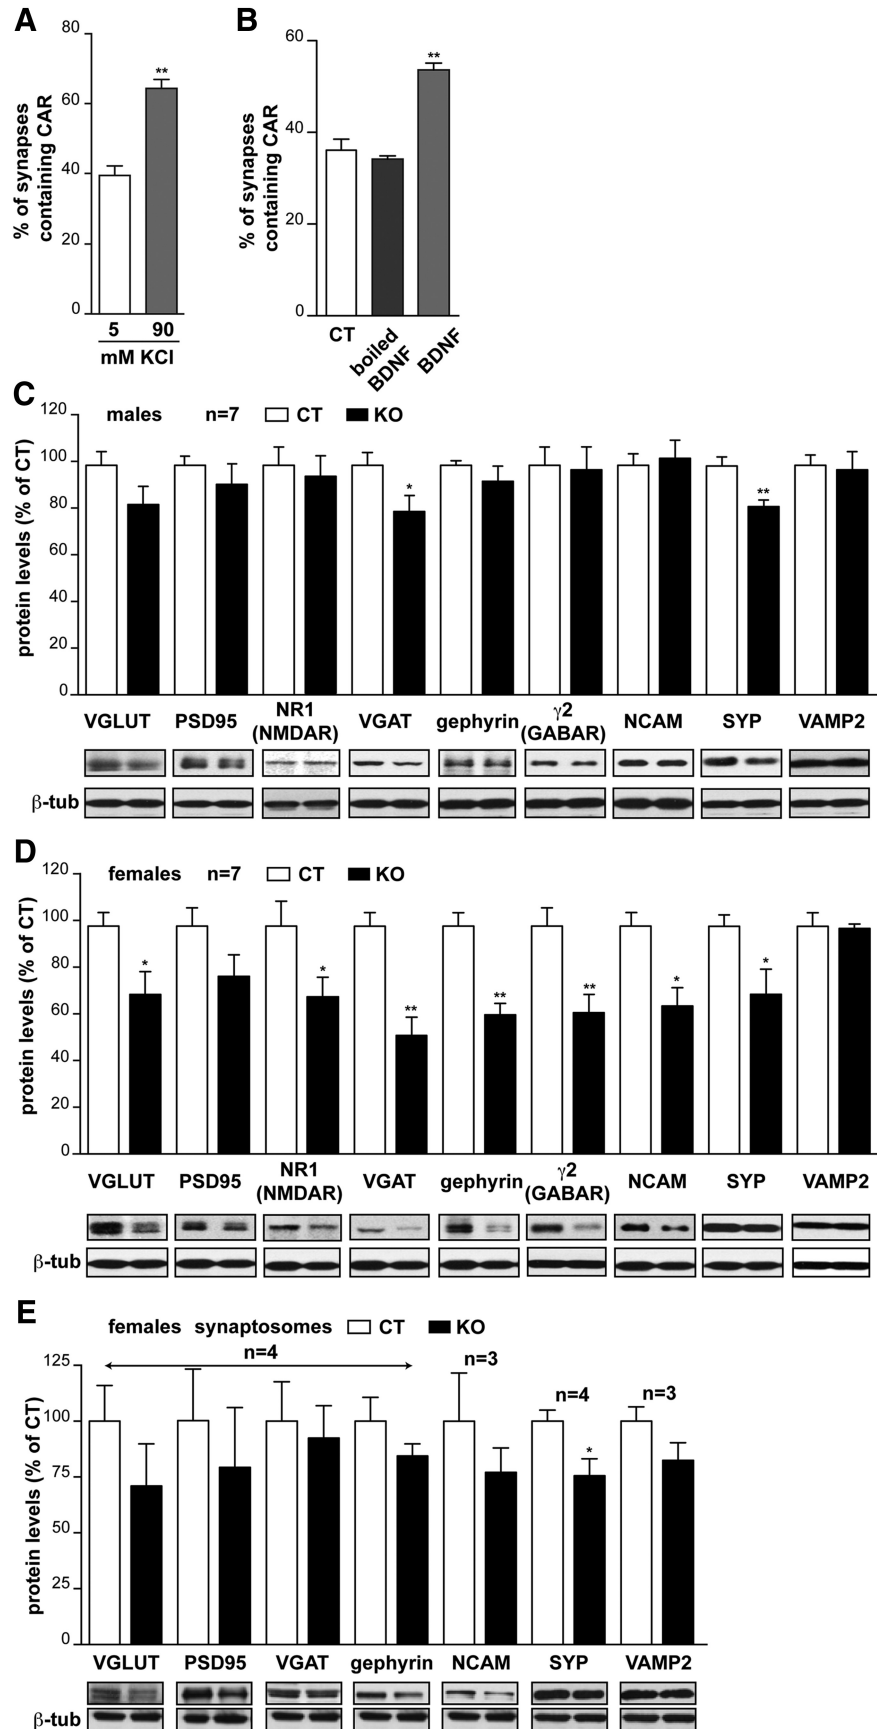 A
80
60
40
20
0
% of synapses
containing CAR
**
5 90
mM KCl
B
60
40
20
0
% of synapses
containing CAR
**
CT
boiled
BDNF
BDNF
C
males n=7 CT KO
120
100
80
60
40
20
0
protein levels (% of CT)
*
**
VGLUT PSD95 NR1
(NMDAR) VGAT gephyrin γ2
(GABAR) NCAM SYP VAMP2
β-tub
D
females n=7 CT KO
120
100
80
60
40
20
0
protein levels (% of CT)
* * ** ** ** * *
VGLUT PSD95 NR1
(NMDAR) VGAT gephyrin γ2
(GABAR) NCAM SYP VAMP2
β-tub
E
females synaptosomes CT KO
n=4 n=3 n=4 n=3
125
100
75
50
25
0
protein levels (% of CT)
*
VGLUT PSD95 VGAT gephyrin NCAM SYP VAMP2
β-tub